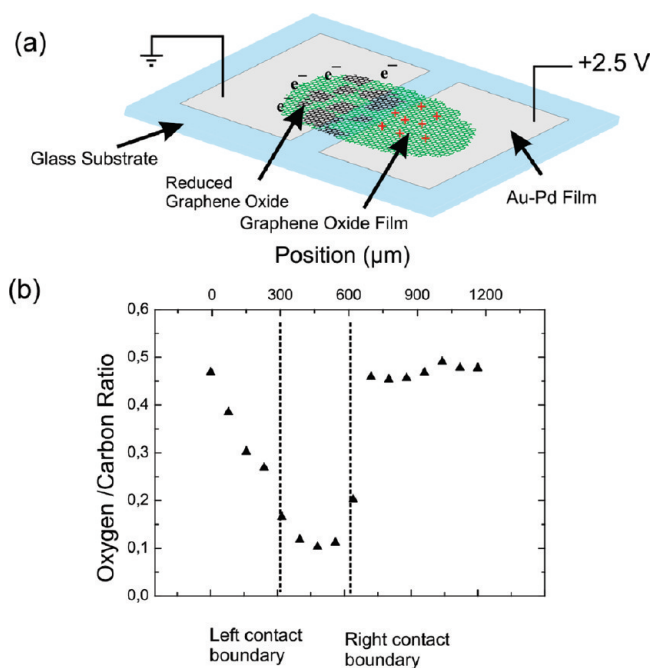 (a)
e⁻ e⁻ e⁻ e⁻ e⁻
+2.5 V
Glass Substrate
Reduced
Graphene Oxide
Graphene Oxide Film
Au-Pd Film
(b)
Position (µm)
0 300 600 900 1200
Oxygen /Carbon Ratio
0,6
0,5
0,4
0,3
0,2
0,1
0,0
Left contact
boundary
Right contact
boundary